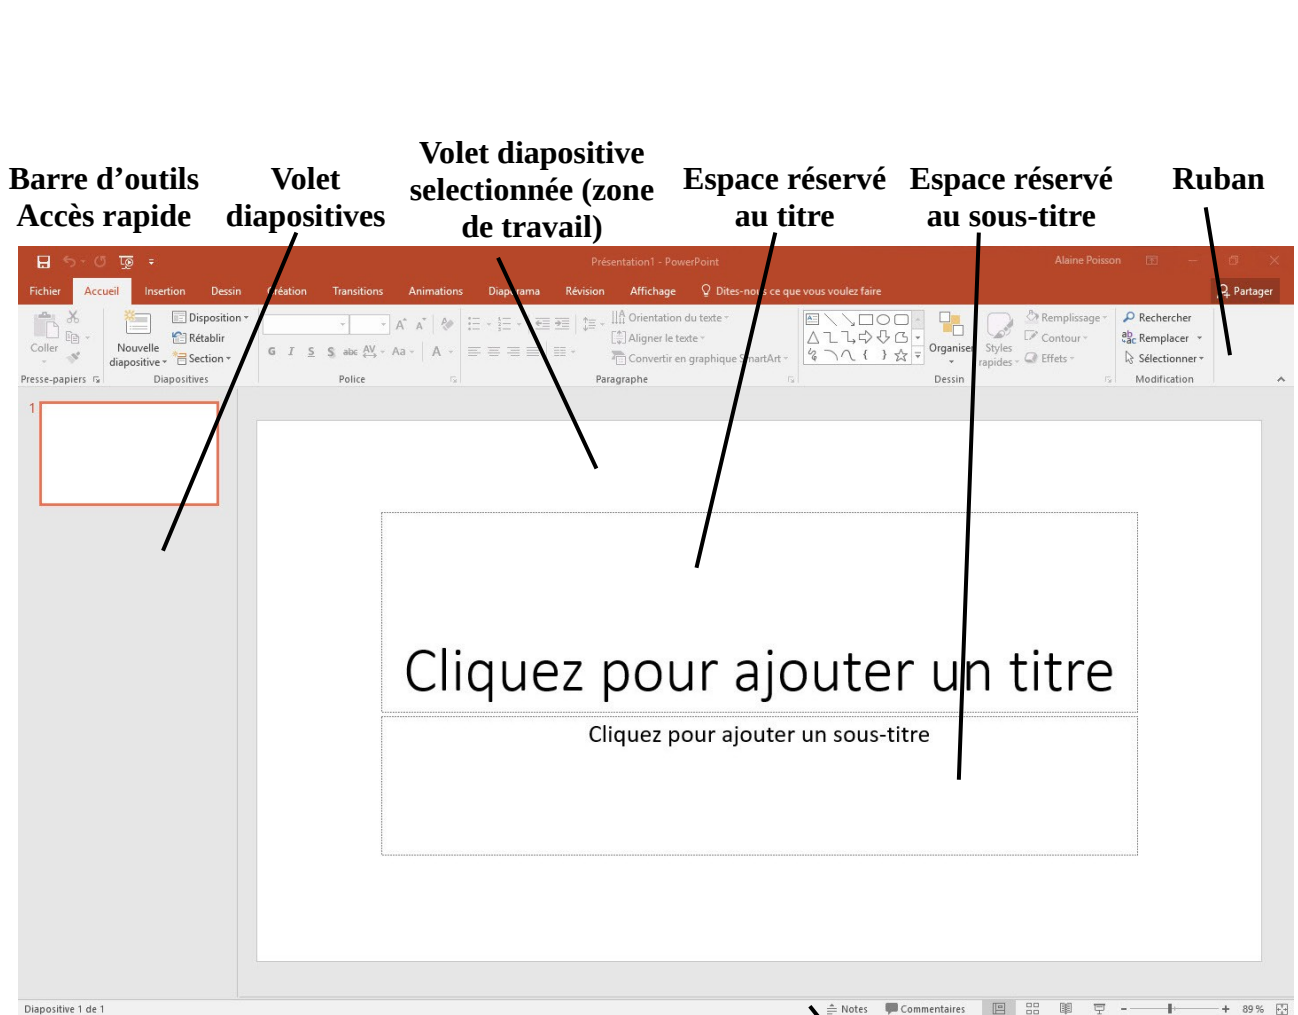 Barre d’outils
Accès rapide
Volet
diapositives
Volet diapositive
selectionnée (zone
de travail)
Espace réservé
au titre
Espace réservé
au sous-titre
Ruban
Présentation1 - PowerPoint
Alaine Poisson
Fichier Accueil Insertion Dessin Création Transitions Animations Diaporama Révision Affichage Dites-nous ce que vous voulez faire Partager
Coller
Presse-papiers
Nouvelle
diapositive
Disposition
Rétablir
Section
Diapositives
G I S S abc AV Aa A
A A
Police
Orientation du texte
Aligner le texte
Convertir en graphique SmartArt
Paragraphe
Organiser
Styles
rapides
Remplissage
Contour
Effets
Dessin
Rechercher
Remplacer
Sélectionner
Modification
1
Cliquez pour ajouter un titre
Cliquez pour ajouter un sous-titre
Diapositive 1 de 1
Notes Commentaires 89 %